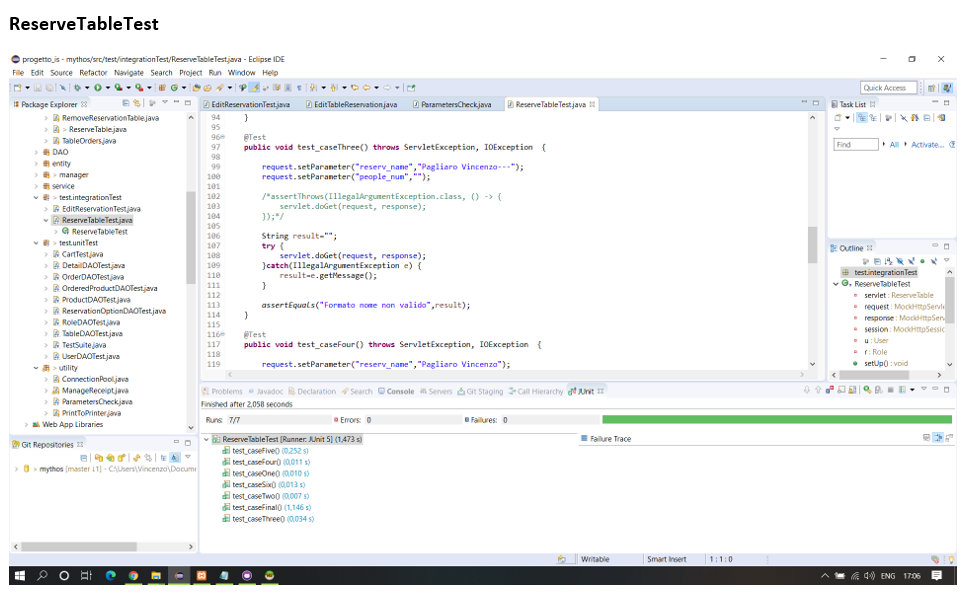 ReserveTableTest
progetto_is - mythos/src/test/integrationTest/ReserveTableTest.java - Eclipse IDE
File Edit Source Refactor Navigate Search Project Run Window Help
Quick Access
Package Explorer
RemoveReservationTable.java
> ReserveTable.java
TableOrders.java
DAO
entity
> manager
service
> test.integrationTest
EditReservationTest.java
ReserveTableTest.java
ReserveTableTest
test.unitTest
CartTest.java
DetailDAOTest.java
OrderDAOTest.java
OrderedProductDAOTest.java
ProductDAOTest.java
ReservationOptionDAOTest.java
RoleDAOTest.java
TableDAOTest.java
TestSuite.java
UserDAOTest.java
> utility
ConnectionPool.java
ManageReceipt.java
ParametersCheck.java
PrintToPrinter.java
Web App Libraries
Git Repositories
> mythos [master ↓1] - C:\Users\Vincenzo\Docume
EditReservationTest.java EditTableReservation.java ParametersCheck.java ReserveTableTest.java
94 }
95
96 @Test
97 public void test_caseThree() throws ServletException, IOException {
98
99 request.setParameter("reserv_name","Pagliaro Vincenzo---");
100 request.setParameter("people_num","");
101
102 /*assertThrows(IllegalArgumentException.class, () -> {
103 servlet.doGet(request, response);
104 });*/
105
106 String result="";
107 try {
108 servlet.doGet(request, response);
109 }catch(IllegalArgumentException e) {
110 result=e.getMessage();
111 }
112
113 assertEquals("Formato nome non valido",result);
114 }
115
116 @Test
117 public void test_caseFour() throws ServletException, IOException {
118
119 request.setParameter("reserv_name","Pagliaro Vincenzo");
Task List
Find All Activate...
Outline
test.integrationTest
ReserveTableTest
servlet : ReserveTable
request : MockHttpServle
response : MockHttpServ
session : MockHttpSessic
u : User
r : Role
setUp() : void
Problems Javadoc Declaration Search Console Servers Git Staging Call Hierarchy JUnit
Finished after 2,058 seconds
Runs: 7/7 Errors: 0 Failures: 0
ReserveTableTest [Runner: JUnit 5] (1,473 s)
test_caseFive() (0,252 s)
test_caseFour() (0,011 s)
test_caseOne() (0,010 s)
test_caseSix() (0,013 s)
test_caseTwo() (0,007 s)
test_caseFinal() (1,146 s)
test_caseThree() (0,034 s)
Failure Trace
Writable Smart Insert 1 : 1 : 0
ENG 17:06